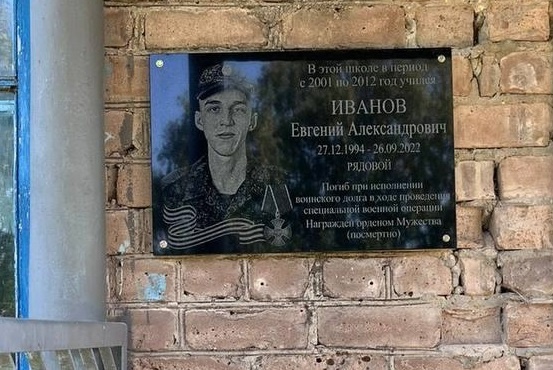 В этой школе в период
с 2001 по 2012 год учился
ИВАНОВ
Евгений Александрович
27.12.1994 - 26.09.2022
РЯДОВОЙ
Погиб при исполнении
воинского долга в ходе проведения
специальной военной операции
Награжден орденом Мужества
(посмертно)